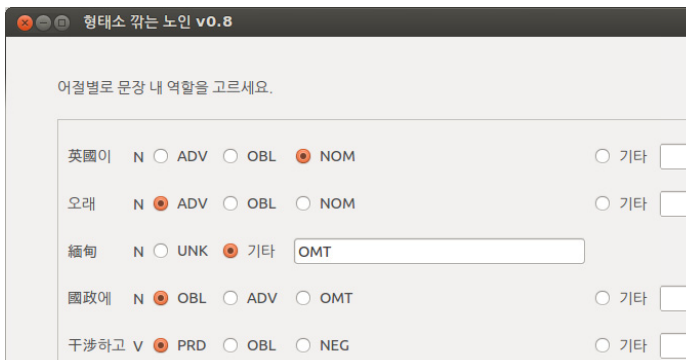 형태소 깎는 노인 v0.8
어절별로 문장 내 역할을 고르세요.
英國이 N ADV OBL NOM 기타
오래 N ADV OBL NOM 기타
緬甸 N UNK 기타 OMT
國政에 N OBL ADV OMT 기타
干涉하고 V PRD OBL NEG 기타